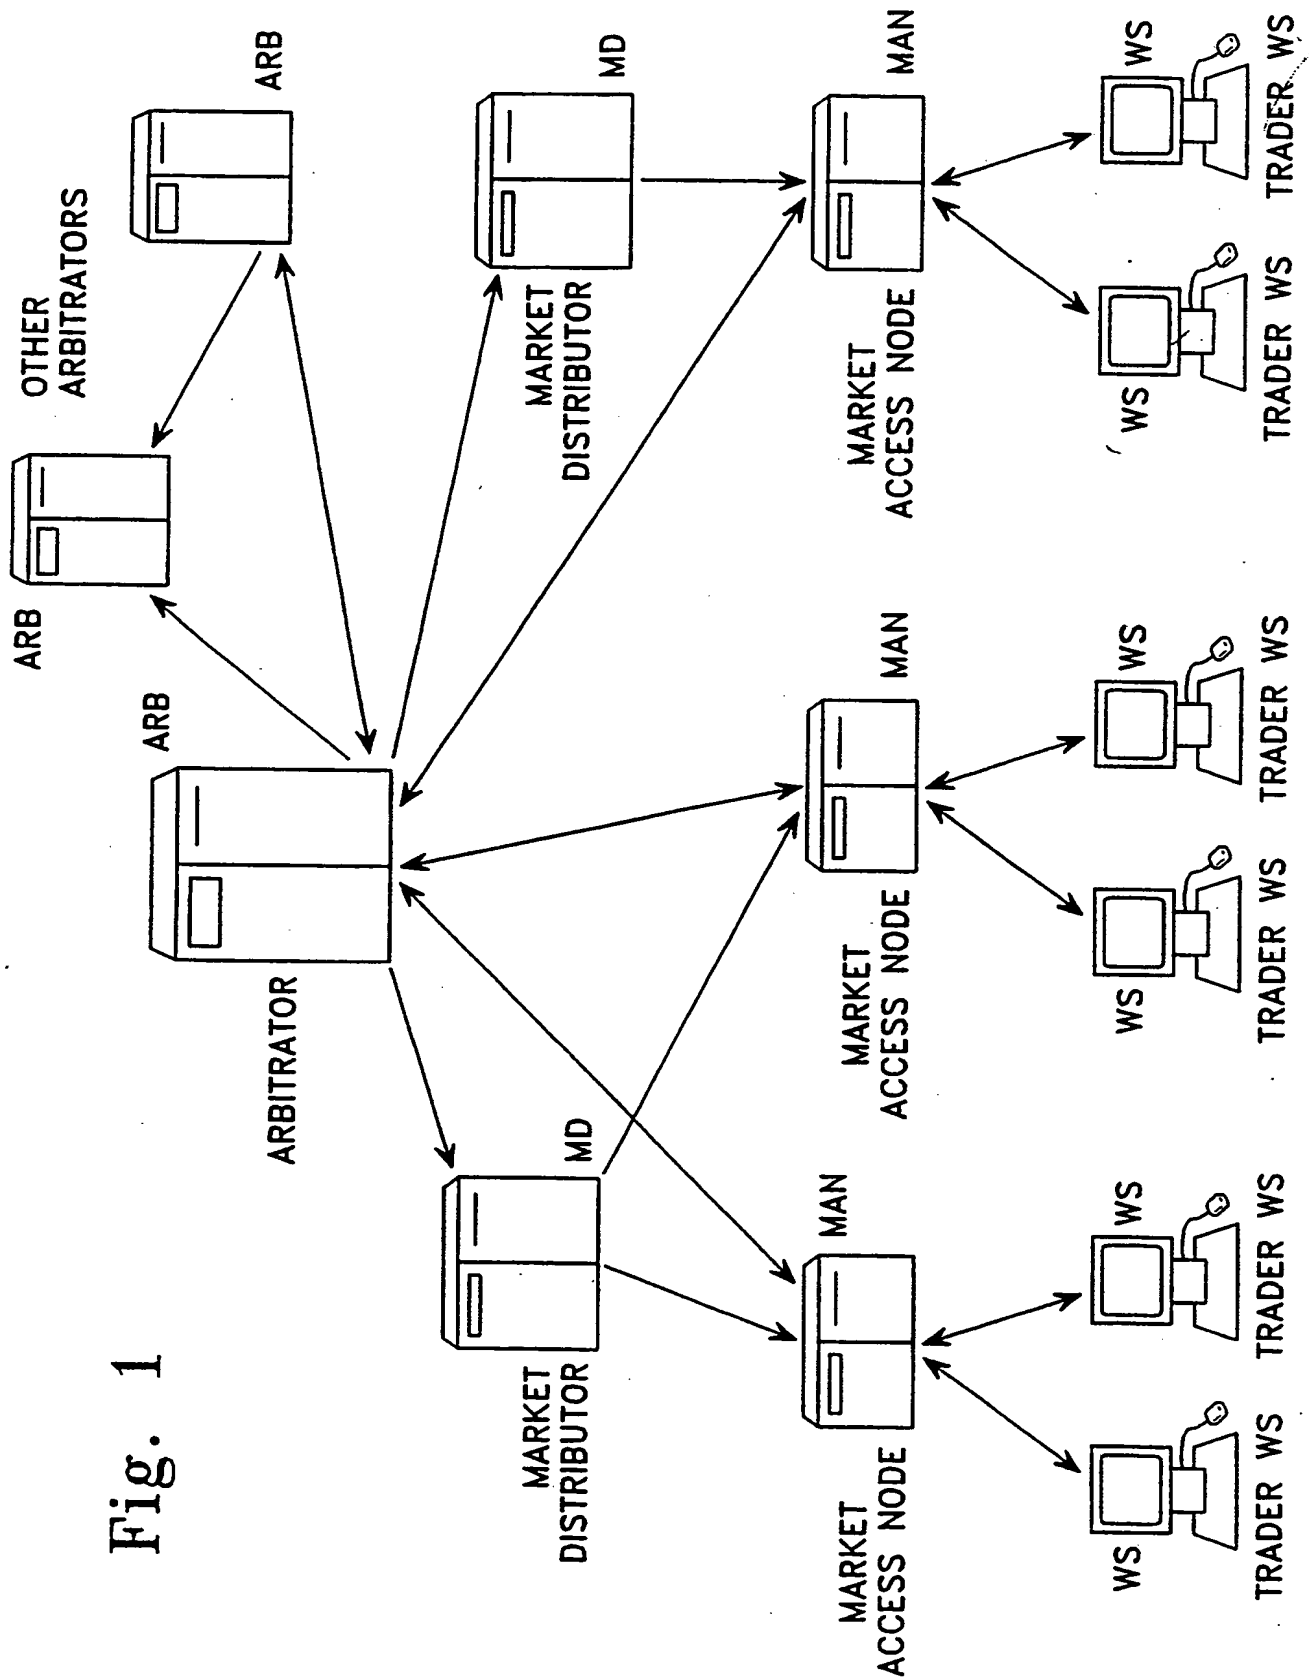 Fig. 1
OTHER
ARBITRATORS
ARB
ARB
ARB
ARBITRATOR
MD
MARKET
DISTRIBUTOR
MD
MARKET
DISTRIBUTOR
MAN
MARKET
ACCESS NODE
MAN
MARKET
ACCESS NODE
MAN
MARKET
ACCESS NODE
WS
TRADER WS
WS
TRADER WS
WS
TRADER WS
WS
TRADER WS
WS
TRADER WS
WS
TRADER WS